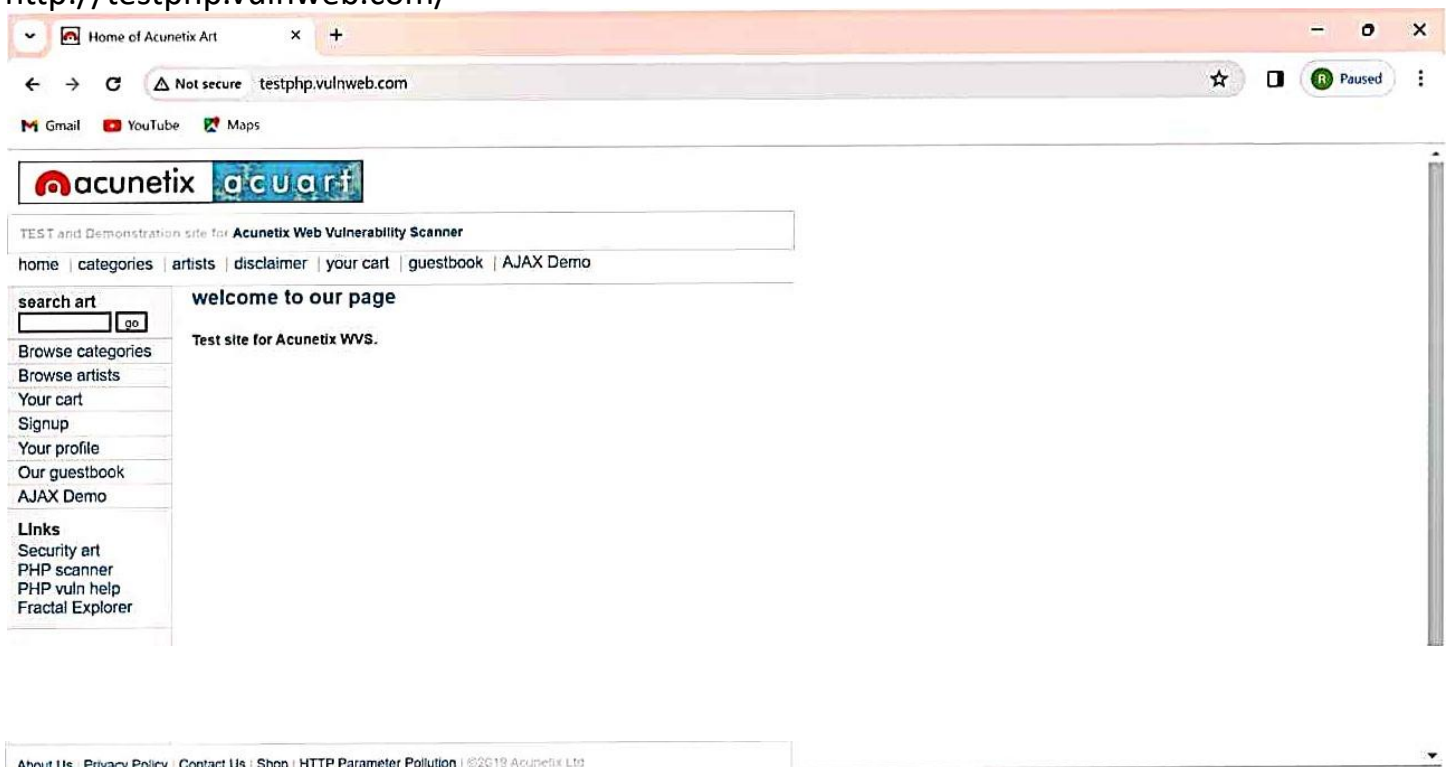 http://testphp.vulnweb.com/
Home of Acunetix Art
Not secure testphp.vulnweb.com
R Paused
Gmail YouTube Maps
acunetix acuart
TEST and Demonstration site for Acunetix Web Vulnerability Scanner
home | categories | artists | disclaimer | your cart | guestbook | AJAX Demo
search art
go
welcome to our page
Test site for Acunetix WVS.
Browse categories
Browse artists
Your cart
Signup
Your profile
Our guestbook
AJAX Demo
Links
Security art
PHP scanner
PHP vuln help
Fractal Explorer
About Us | Privacy Policy | Contact Us | Shop | HTTP Parameter Pollution | ©2019 Acunetix Ltd